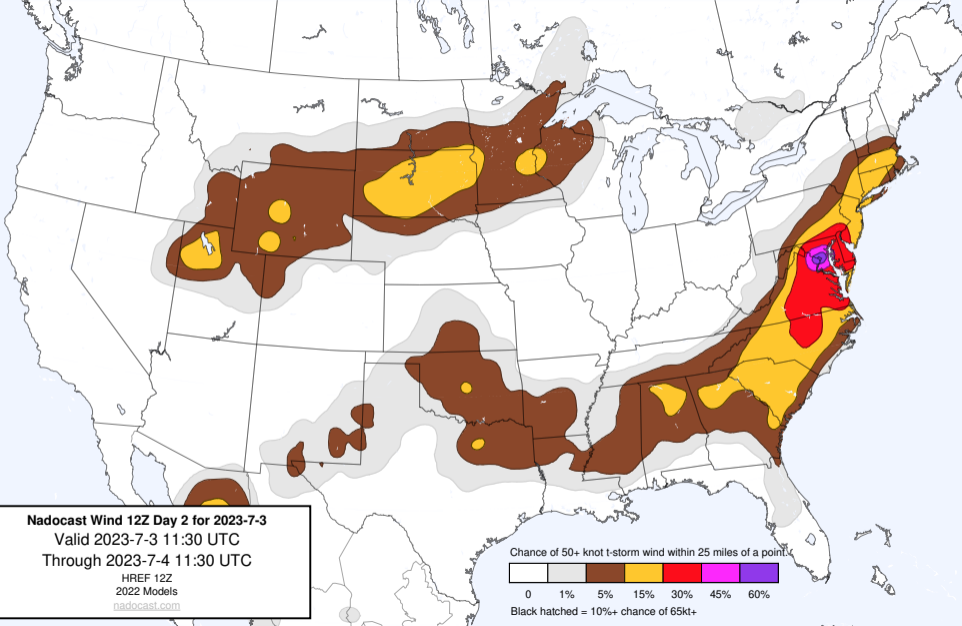 Nadocast Wind 12Z Day 2 for 2023-7-3
Valid 2023-7-3 11:30 UTC
Through 2023-7-4 11:30 UTC
HREF 12Z
2022 Models
nadocast.com
Chance of 50+ knot t-storm wind within 25 miles of a point.
0 1% 5% 15% 30% 45% 60%
Black hatched = 10%+ chance of 65kt+